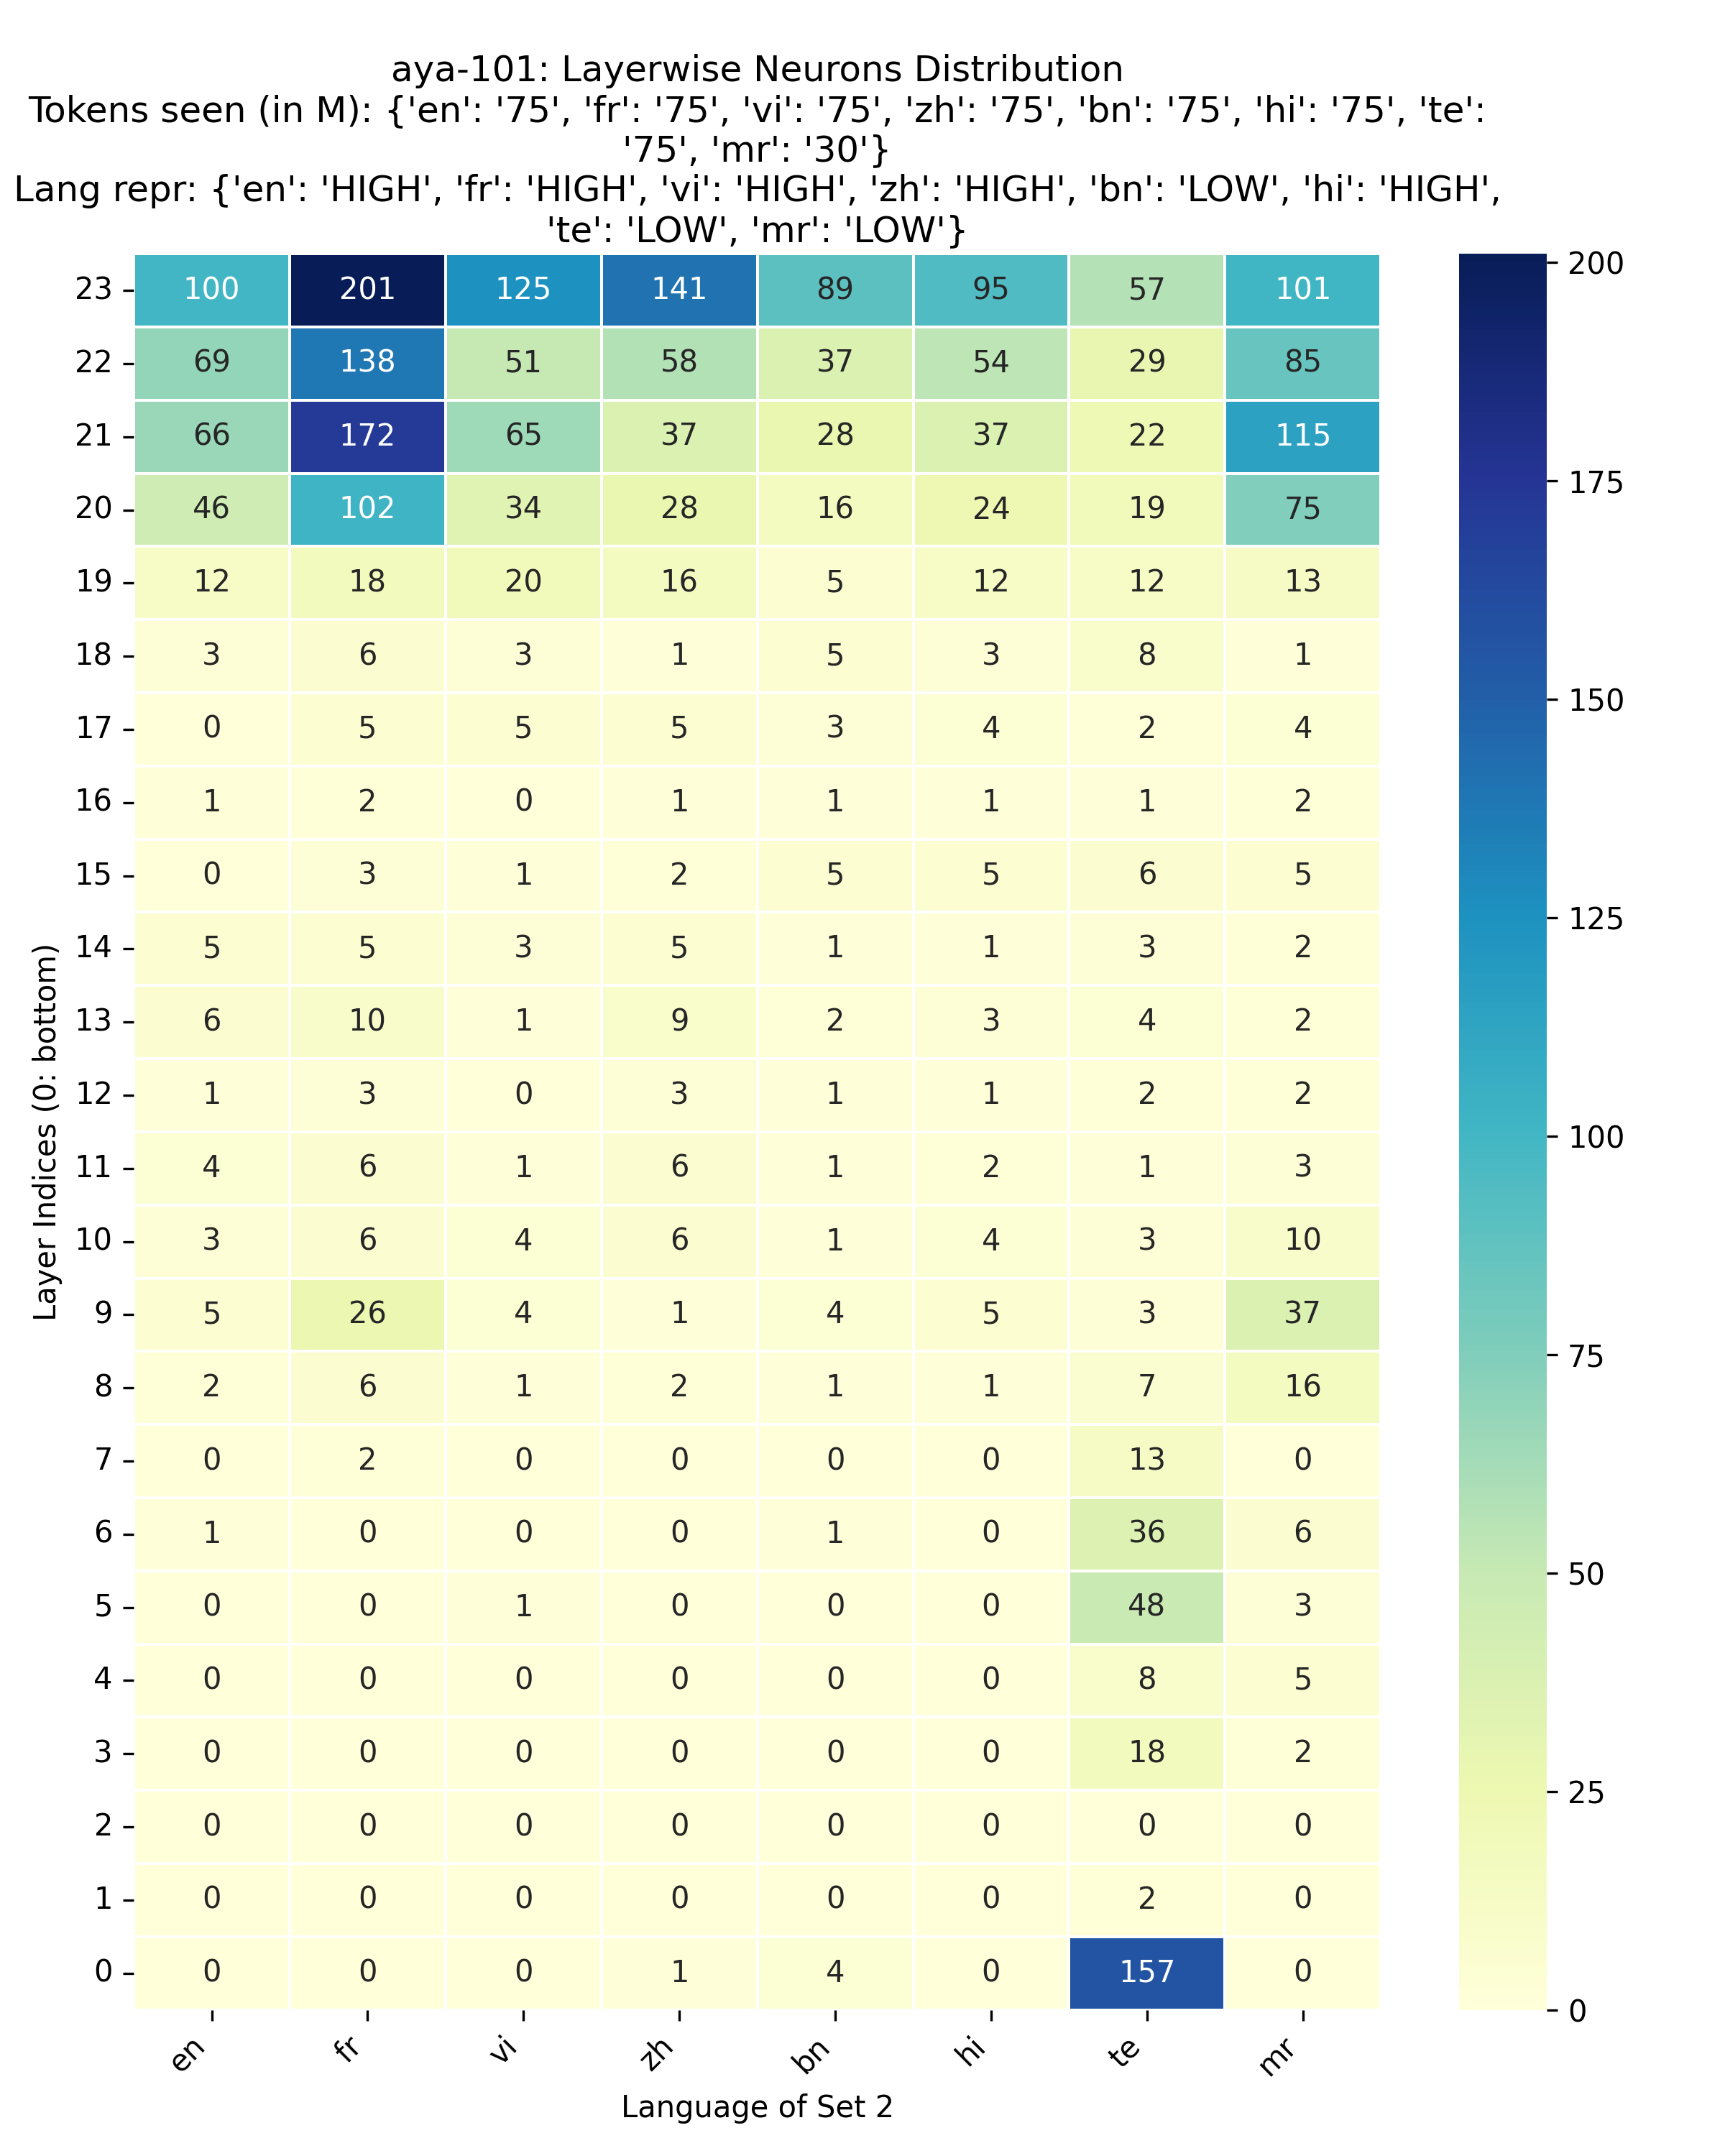 aya-101: Layerwise Neurons Distribution
Tokens seen (in M): {'en': '75', 'fr': '75', 'vi': '75', 'zh': '75', 'bn': '75', 'hi': '75', 'te':
'75', 'mr': '30'}
Lang repr: {'en': 'HIGH', 'fr': 'HIGH', 'vi': 'HIGH', 'zh': 'HIGH', 'bn': 'LOW', 'hi': 'HIGH',
'te': 'LOW', 'mr': 'LOW'}
Layer Indices (0: bottom)
23 100 201 125 141 89 95 57 101
22 69 138 51 58 37 54 29 85
21 66 172 65 37 28 37 22 115
20 46 102 34 28 16 24 19 75
19 12 18 20 16 5 12 12 13
18 3 6 3 1 5 3 8 1
17 0 5 5 5 3 4 2 4
16 1 2 0 1 1 1 1 2
15 0 3 1 2 5 5 6 5
14 5 5 3 5 1 1 3 2
13 6 10 1 9 2 3 4 2
12 1 3 0 3 1 1 2 2
11 4 6 1 6 1 2 1 3
10 3 6 4 6 1 4 3 10
9 5 26 4 1 4 5 3 37
8 2 6 1 2 1 1 7 16
7 0 2 0 0 0 0 13 0
6 1 0 0 0 1 0 36 6
5 0 0 1 0 0 0 48 3
4 0 0 0 0 0 0 8 5
3 0 0 0 0 0 0 18 2
2 0 0 0 0 0 0 0 0
1 0 0 0 0 0 0 2 0
0 0 0 0 1 4 0 157 0
en fr vi zh bn hi te mr
Language of Set 2
200
175
150
125
100
75
50
25
0